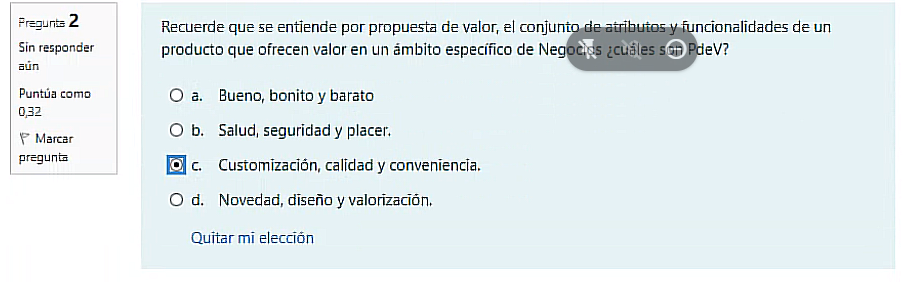 Pregunta 2
Sin responder
aún
Puntúa como
0,32
Marcar
pregunta
Recuerde que se entiende por propuesta de valor, el conjunto de atributos y funcionalidades de un
producto que ofrecen valor en un ámbito específico de Negocios ¿cuáles son PdeV?
a. Bueno, bonito y barato
b. Salud, seguridad y placer.
c. Customización, calidad y conveniencia.
d. Novedad, diseño y valorización.
Quitar mi elección